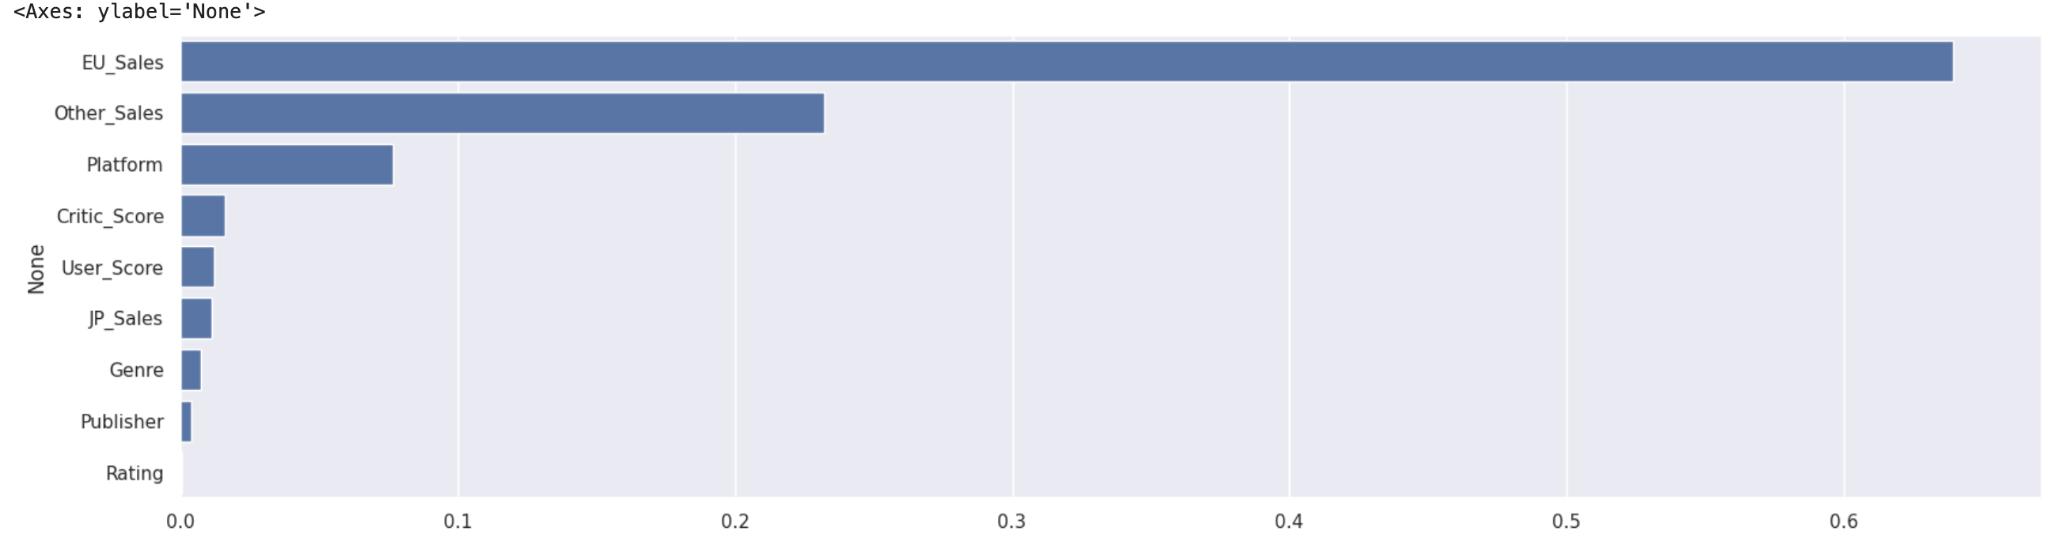 <Axes: ylabel='None'>
EU_Sales
Other_Sales
Platform
Critic_Score
User_Score
JP_Sales
Genre
Publisher
Rating
None
0.0 0.1 0.2 0.3 0.4 0.5 0.6